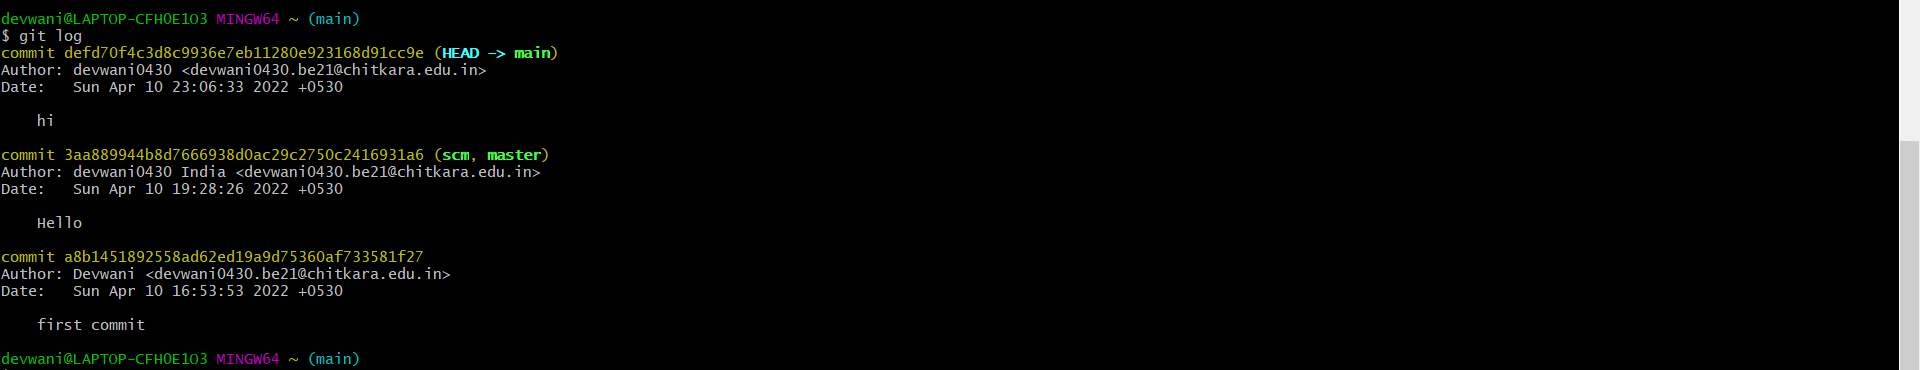 devwani@LAPTOP-CFH0E1O3 MINGW64 ~ (main)
$ git log
commit defd70f4c3d8c9936e7eb11280e923168d91cc9e (HEAD -> main)
Author: devwani0430 <devwani0430.be21@chitkara.edu.in>
Date:   Sun Apr 10 23:06:33 2022 +0530
    hi
commit 3aa889944b8d7666938d0ac29c2750c2416931a6 (scm, master)
Author: devwani0430 India <devwani0430.be21@chitkara.edu.in>
Date:   Sun Apr 10 19:28:26 2022 +0530
    Hello
commit a8b1451892558ad62ed19a9d75360af733581f27
Author: Devwani <devwani0430.be21@chitkara.edu.in>
Date:   Sun Apr 10 16:53:53 2022 +0530
    first commit
devwani@LAPTOP-CFH0E1O3 MINGW64 ~ (main)